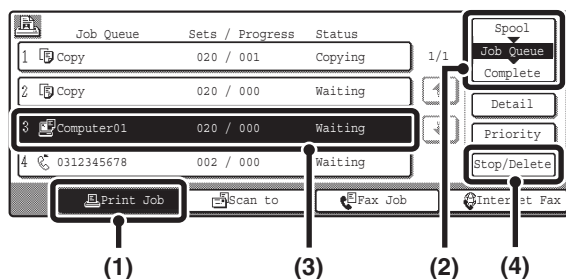 Job Queue Sets / Progress Status
1 Copy 020 / 001 Copying
2 Copy 020 / 000 Waiting
3 Computer01 020 / 000 Waiting
4 0312345678 002 / 000 Waiting
1/1
Spool
Job Queue
Complete
Detail
Priority
Stop/Delete
Print Job Scan to Fax Job Internet Fax
(1) (3) (2) (4)